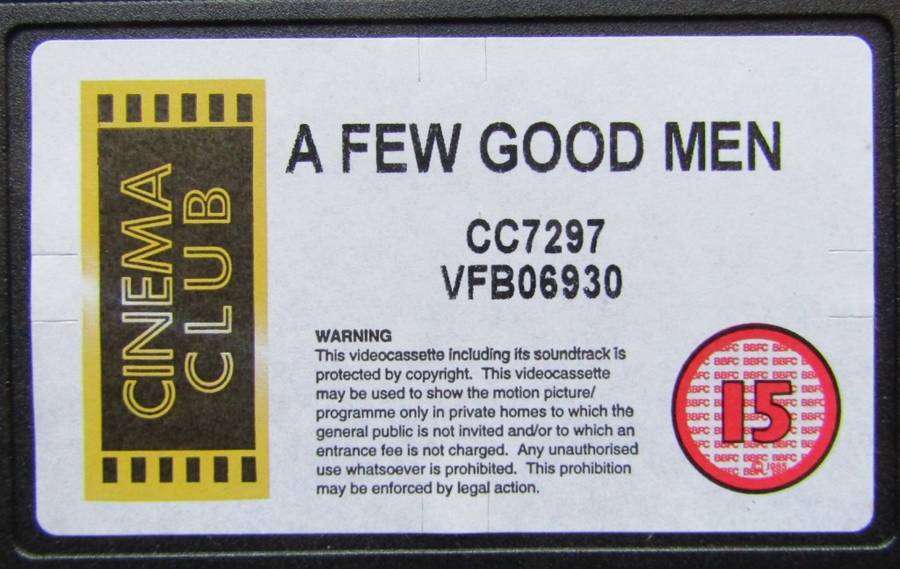 CINEMA
CLUB
A FEW GOOD MEN
CC7297
VFB06930
WARNING
This videocassette including its soundtrack is
protected by copyright. This videocassette
may be used to show the motion picture/
programme only in private homes to which the
general public is not invited and/or to which an
entrance fee is not charged. Any unauthorised
use whatsoever is prohibited. This prohibition
may be enforced by legal action.
BBFC
15
© 1985